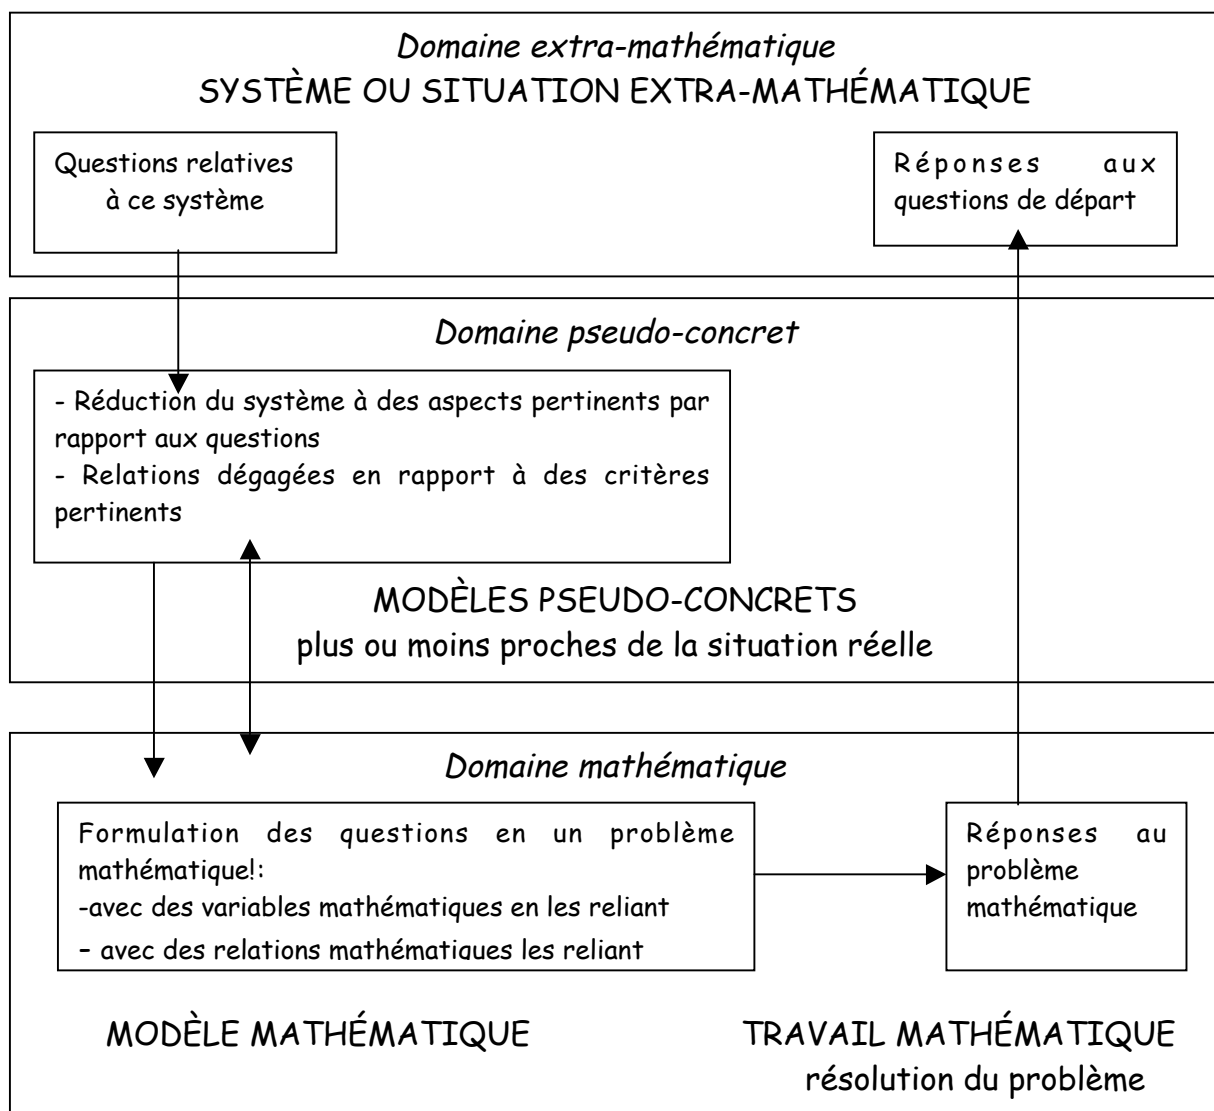 Domaine extra-mathématique
SYSTÈME OU SITUATION EXTRA-MATHÉMATIQUE
Questions relatives
à ce système
Réponses aux
questions de départ
Domaine pseudo-concret
- Réduction du système à des aspects pertinents par
rapport aux questions
- Relations dégagées en rapport à des critères
pertinents
MODÈLES PSEUDO-CONCRETS
plus ou moins proches de la situation réelle
Domaine mathématique
Formulation des questions en un problème
mathématique!:
-avec des variables mathématiques en les reliant
- avec des relations mathématiques les reliant
Réponses au
problème
mathématique
MODÈLE MATHÉMATIQUE
TRAVAIL MATHÉMATIQUE
résolution du problème